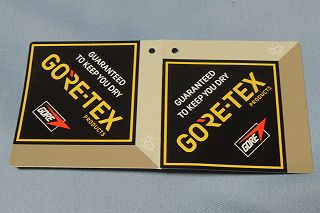 GUARANTEED
TO KEEP YOU DRY
GORE-TEX
PRODUCTS
GORE
GUARANTEED
TO KEEP YOU DRY
GORE-TEX
PRODUCTS
GORE